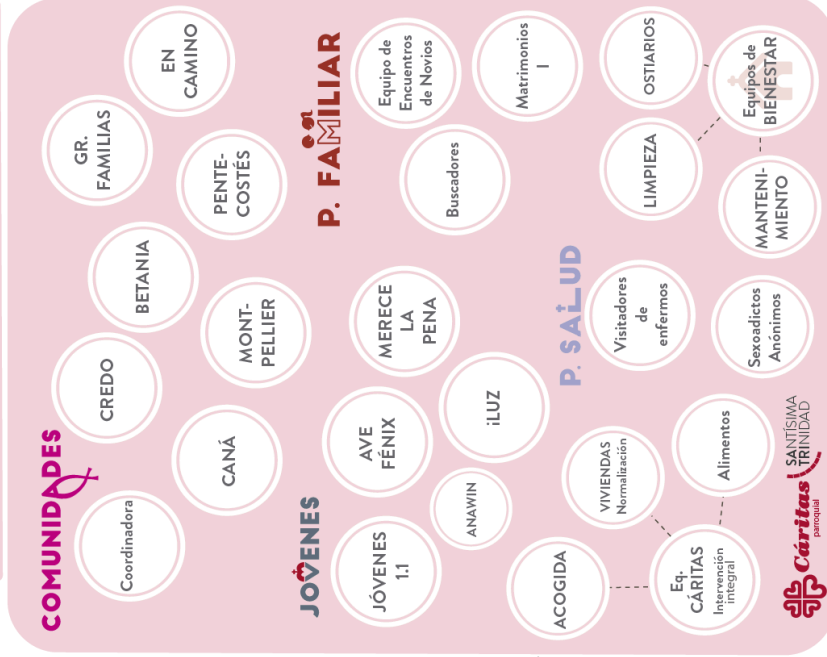 COMUNIDADES
Coordinadora
CREDO
CANÁ
BETANIA
MONT-
PELLIER
GR.
FAMILIAS
PENTE-
COSTÉS
EN
CAMINO
JÓVENES
JÓVENES
1.1
AVE
FÉNIX
ANAWIN
iLUZ
MERECE
LA
PENA
P. FAMILIAR
Buscadores
Equipo de
Encuentros
de Novios
Matrimonios
I
P. SALUD
Visitadores
de
enfermos
Sexoadictos
Anónimos
LIMPIEZA
OSTIARIOS
MANTENI-
MIENTO
Equipos de
BIENESTAR
ACOGIDA
VIVIENDAS
Normalización
Eq.
CÁRITAS
Intervención
integral
Alimentos
Cáritas
parroquial
SANTÍSIMA
TRINIDAD